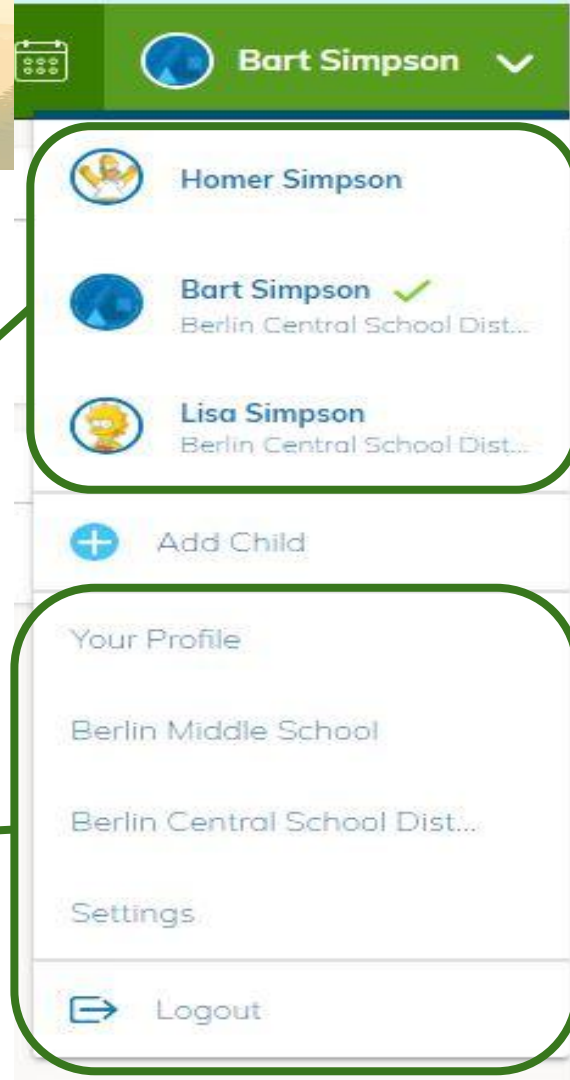 Bart Simpson
Homer Simpson
Bart Simpson
Berlin Central School Dist...
Lisa Simpson
Berlin Central School Dist...
Add Child
Your Profile
Berlin Middle School
Berlin Central School Dist...
Settings
Logout